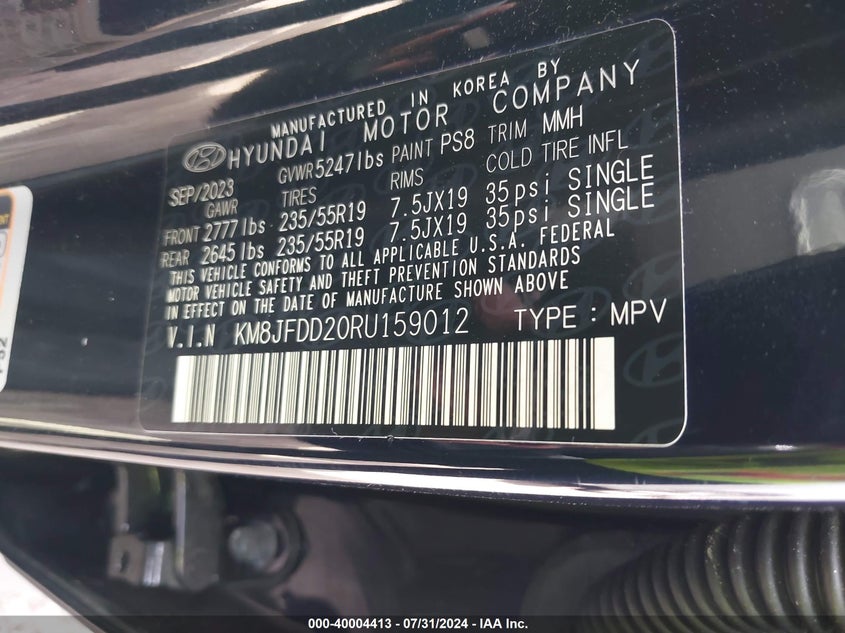 MANUFACTURED IN KOREA BY
HYUNDAI MOTOR COMPANY
SEP/2023 GVWR 5247lbs PAINT PS8 TRIM MMH
GAWR TIRES RIMS COLD TIRE INFL
FRONT 2777lbs 235/55R19 7.5JX19 35psi SINGLE
REAR 2645lbs 235/55R19 7.5JX19 35psi SINGLE
THIS VEHICLE CONFORMS TO ALL APPLICABLE U.S.A. FEDERAL
MOTOR VEHICLE SAFETY AND THEFT PREVENTION STANDARDS
IN EFFECT ON THE DATE OF MANUFACTURE SHOWN ABOVE
V.I.N KM8JFDD20RU159012 TYPE : MPV
000-40004413 - 07/31/2024 - IAA Inc.